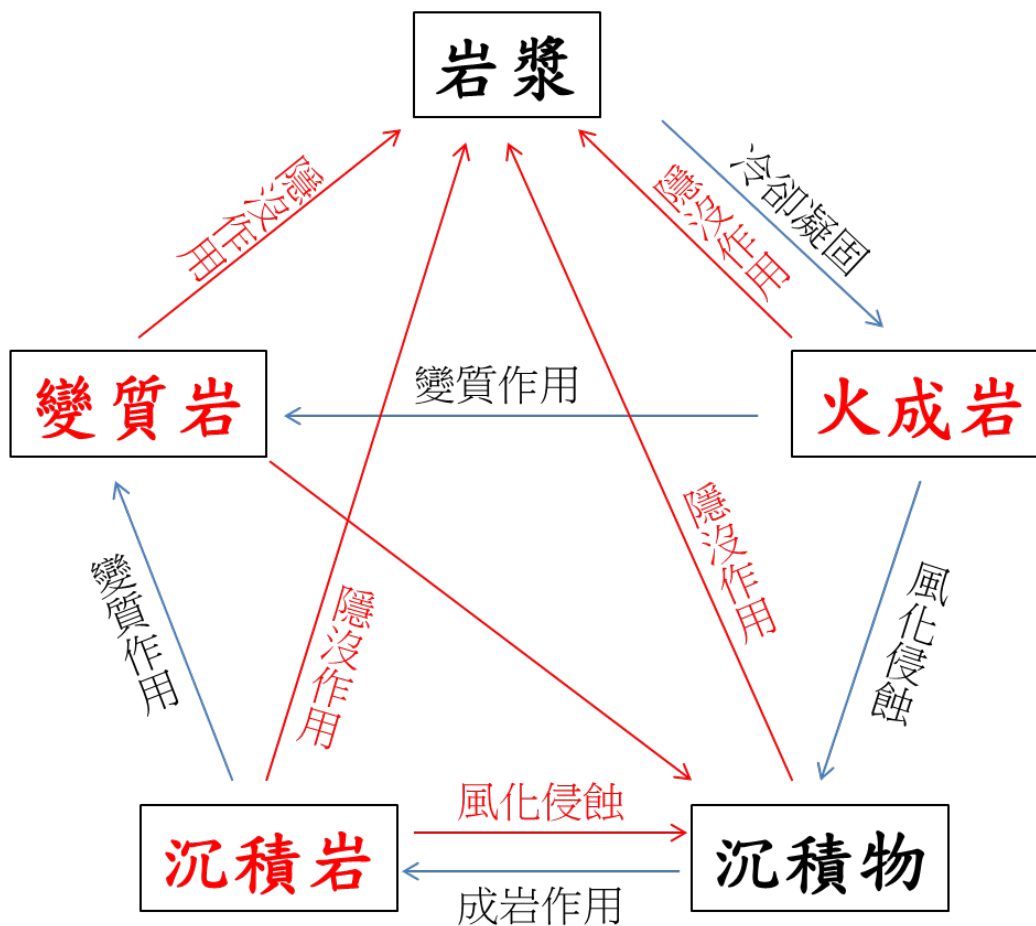 岩漿
冷卻凝固
隱沒作用
隱沒作用
變質岩
變質作用
火成岩
隱沒作用
風化侵蝕
變質作用
隱沒作用
風化侵蝕
沉積岩
沉積物
成岩作用